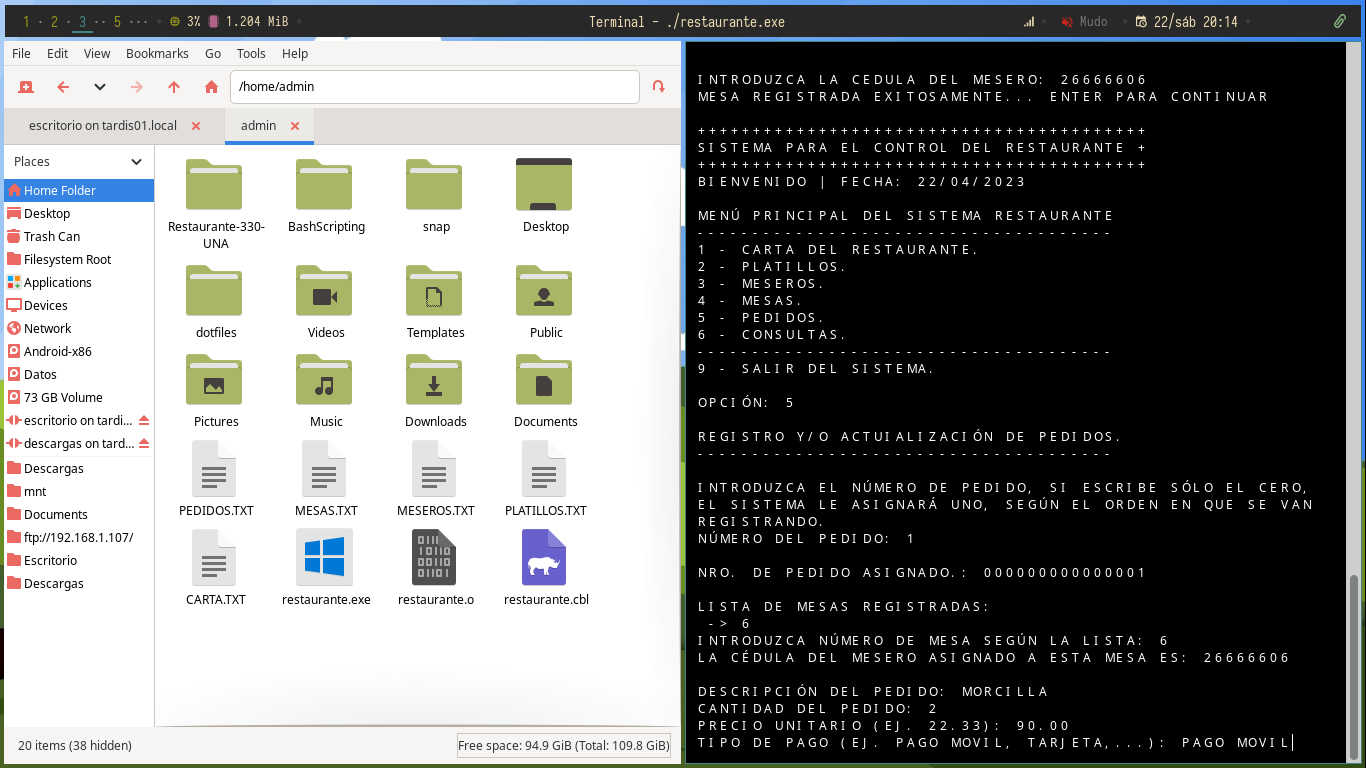 1 · 2 · 3 ·· 5 ··· 3% 1.204 MiB
Terminal - ./restaurante.exe
Mudo 22/sáb 20:14
File Edit View Bookmarks Go Tools Help
/home/admin
escritorio on tardis01.local
admin
Places
Home Folder
Desktop
Trash Can
Filesystem Root
Applications
Devices
Network
Android-x86
Datos
73 GB Volume
escritorio on tardi...
descargas on tard...
Descargas
mnt
Documents
ftp://192.168.1.107/
Escritorio
Descargas
Restaurante-330-
UNA
BashScripting
snap
Desktop
dotfiles
Videos
Templates
Public
Pictures
Music
Downloads
Documents
PEDIDOS.TXT
MESAS.TXT
MESEROS.TXT
PLATILLOS.TXT
CARTA.TXT
restaurante.exe
restaurante.o
restaurante.cbl
20 items (38 hidden)
Free space: 94.9 GiB (Total: 109.8 GiB)
INTRODUZCA LA CEDULA DEL MESERO: 26666606
MESA REGISTRADA EXITOSAMENTE... ENTER PARA CONTINUAR
+++++++++++++++++++++++++++++++++++++++++
SISTEMA PARA EL CONTROL DEL RESTAURANTE +
+++++++++++++++++++++++++++++++++++++++++
BIENVENIDO | FECHA: 22/04/2023
MENÚ PRINCIPAL DEL SISTEMA RESTAURANTE
--------------------------------------
1 - CARTA DEL RESTAURANTE.
2 - PLATILLOS.
3 - MESEROS.
4 - MESAS.
5 - PEDIDOS.
6 - CONSULTAS.
--------------------------------------
9 - SALIR DEL SISTEMA.
OPCIÓN: 5
REGISTRO Y/O ACTUIALIZACIÓN DE PEDIDOS.
--------------------------------------
INTRODUZCA EL NÚMERO DE PEDIDO, SI ESCRIBE SÓLO EL CERO,
EL SISTEMA LE ASIGNARÁ UNO, SEGÚN EL ORDEN EN QUE SE VAN
REGISTRANDO.
NÚMERO DEL PEDIDO: 1
NRO. DE PEDIDO ASIGNADO.: 000000000000001
LISTA DE MESAS REGISTRADAS:
-> 6
INTRODUZCA NÚMERO DE MESA SEGÚN LA LISTA: 6
LA CÉDULA DEL MESERO ASIGNADO A ESTA MESA ES: 26666606
DESCRIPCIÓN DEL PEDIDO: MORCILLA
CANTIDAD DEL PEDIDO: 2
PRECIO UNITARIO (EJ. 22.33): 90.00
TIPO DE PAGO (EJ. PAGO MOVIL, TARJETA,...): PAGO MOVIL